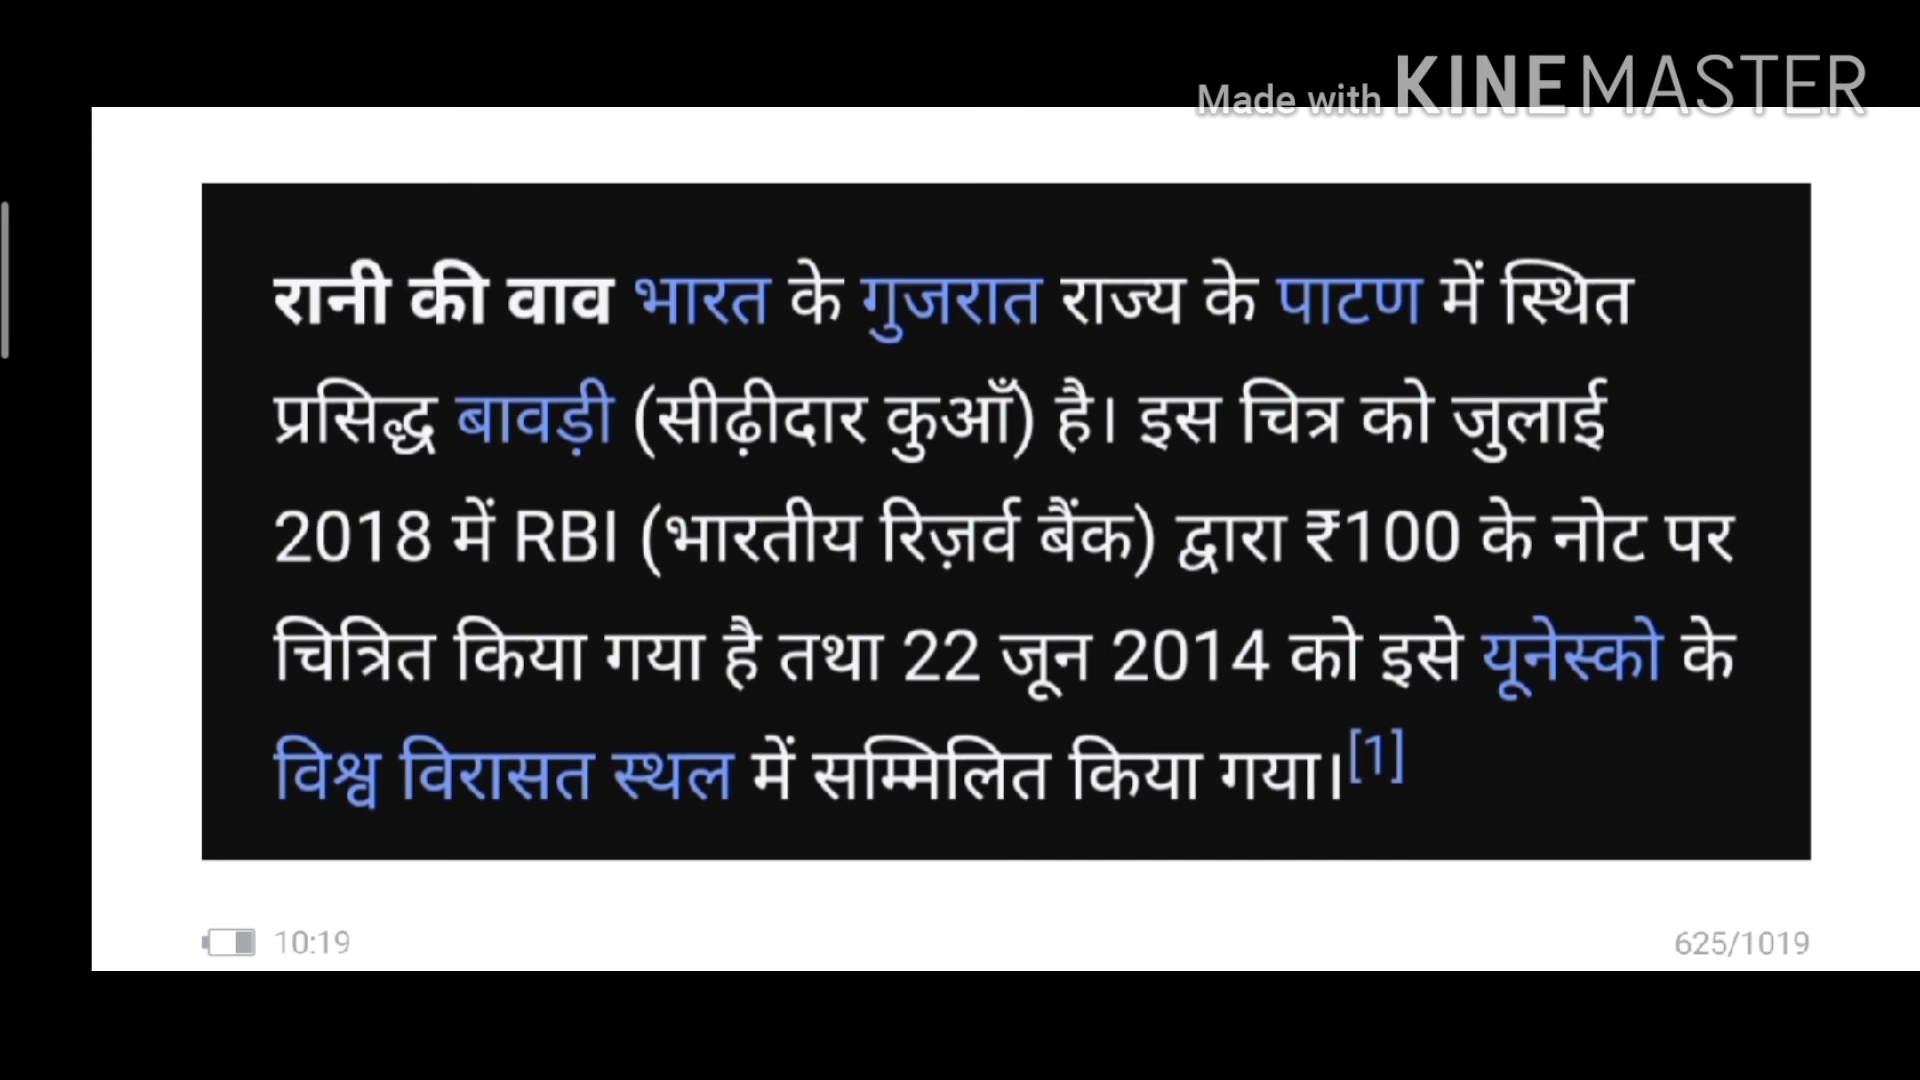 Made with KINEMASTER
रानी की वाव भारत के गुजरात राज्य के पाटण में स्थित
प्रसिद्ध बावड़ी (सीढ़ीदार कुआँ) है। इस चित्र को जुलाई
2018 में RBI (भारतीय रिज़र्व बैंक) द्वारा ₹100 के नोट पर
चित्रित किया गया है तथा 22 जून 2014 को इसे यूनेस्को के
विश्व विरासत स्थल में सम्मिलित किया गया।[1]
10:19
625/1019